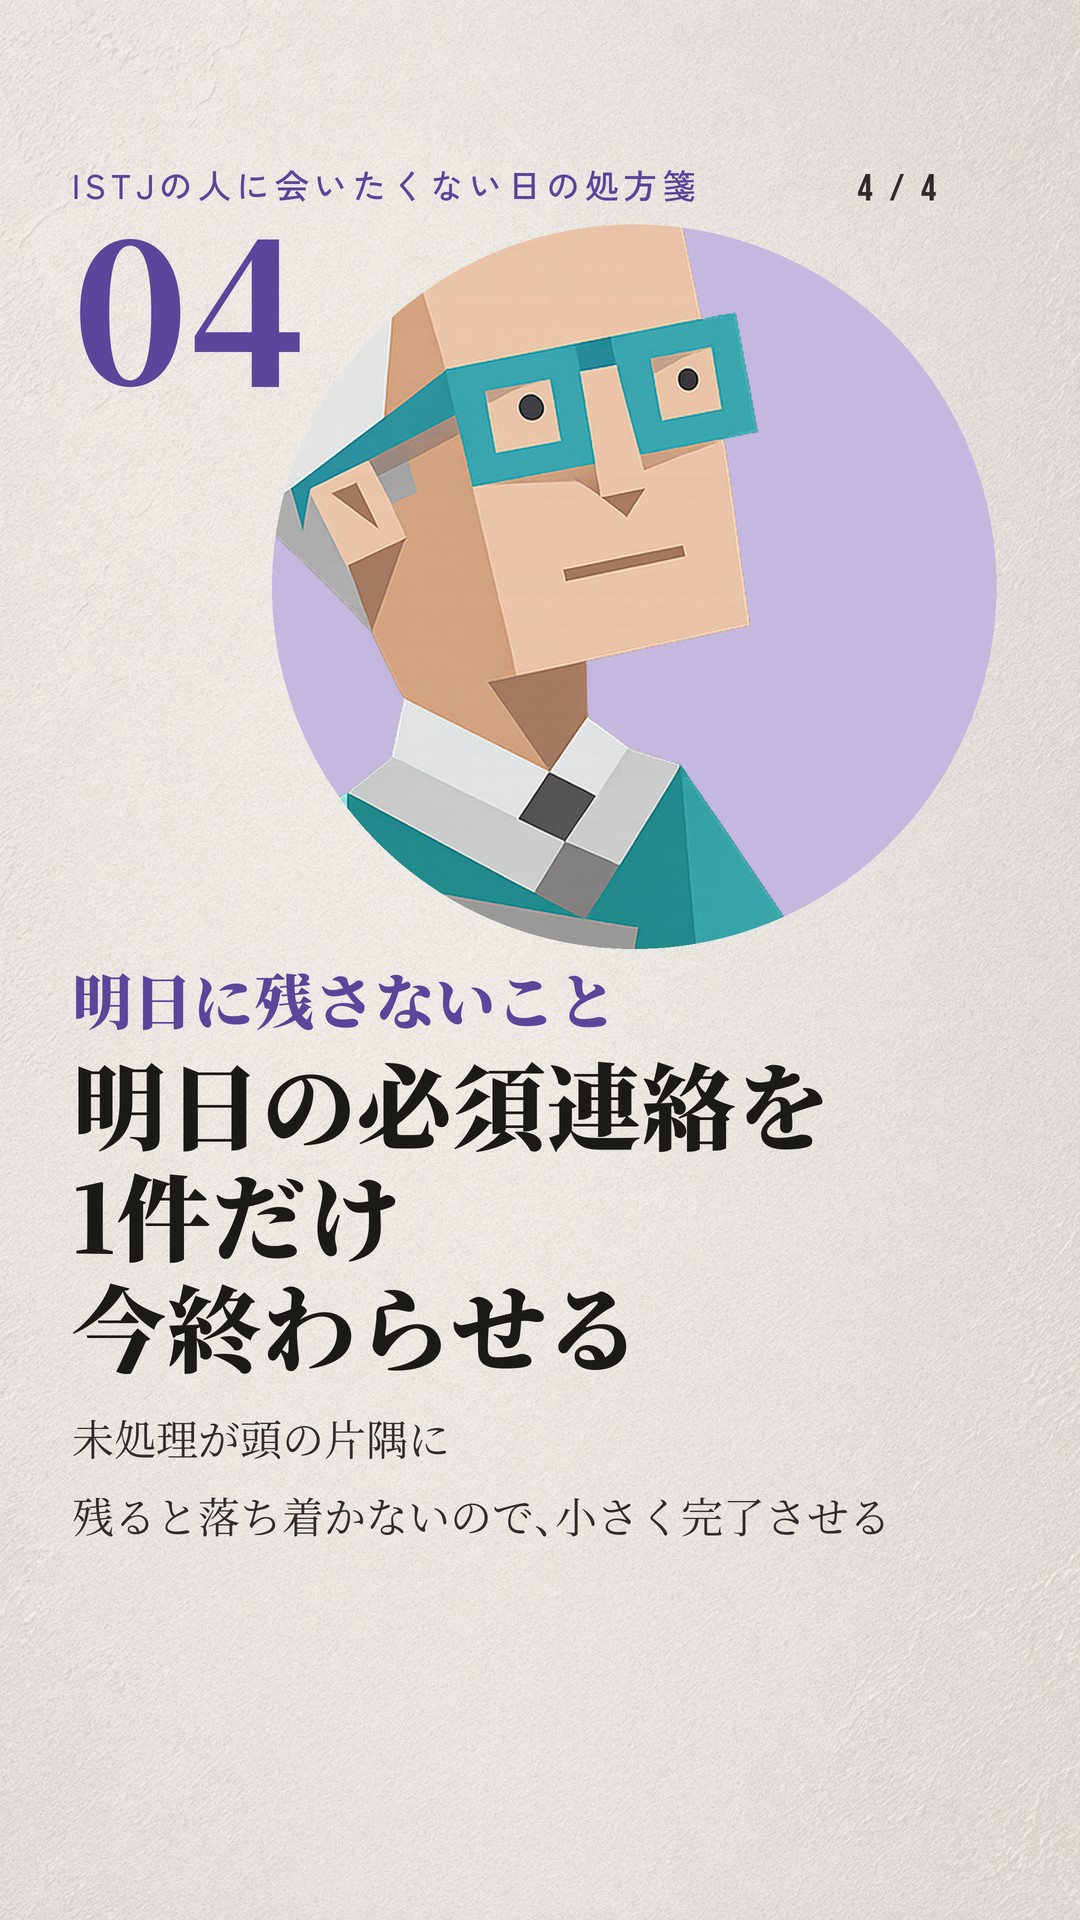 ISTJの人に会いたくない日の処方箋
4 / 4
04
明日に残さないこと
明日の必須連絡を
1件だけ
今終わらせる
未処理が頭の片隅に
残ると落ち着かないので、小さく完了させる